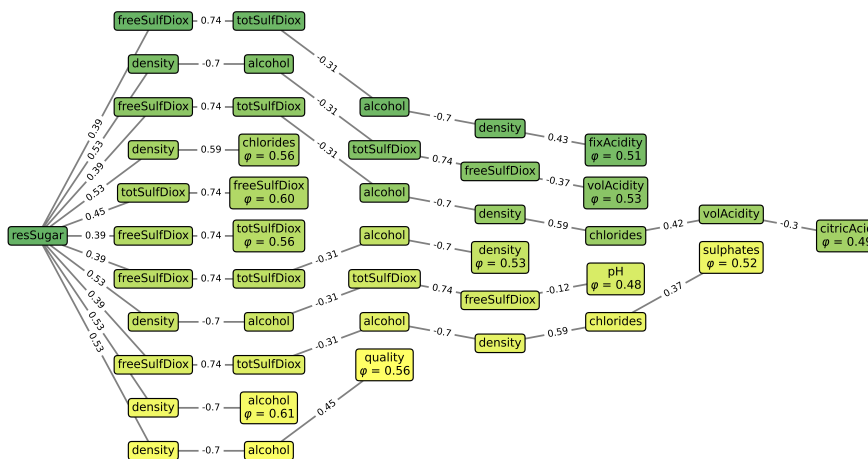 freeSulfDiox 0.74 totSulfDiox
-0.31
density -0.7 alcohol
0.39
0.53
freeSulfDiox 0.74 totSulfDiox -0.31 alcohol -0.7 density 0.43 fixAcidity
φ = 0.51
0.39
density 0.59 chlorides
φ = 0.56
-0.31 totSulfDiox 0.74 freeSulfDiox -0.37 volAcidity
φ = 0.53
0.53
totSulfDiox 0.74 freeSulfDiox
φ = 0.60
alcohol -0.7 density 0.59 chlorides 0.42 volAcidity -0.3
φ = 0.49
0.45
resSugar 0.39 freeSulfDiox 0.74 totSulfDiox
φ = 0.56
alcohol -0.7 density
φ = 0.53
sulphates
φ = 0.52
0.39
freeSulfDiox 0.74 totSulfDiox -0.31
totSulfDiox 0.74 freeSulfDiox -0.12 pH
φ = 0.48
0.53
density -0.7 alcohol -0.31
0.37
alcohol -0.7 density 0.59 chlorides
0.39
freeSulfDiox 0.74 totSulfDiox -0.31
quality
φ = 0.56
0.53
density -0.7 alcohol
φ = 0.61
0.53
density -0.7 alcohol 0.45